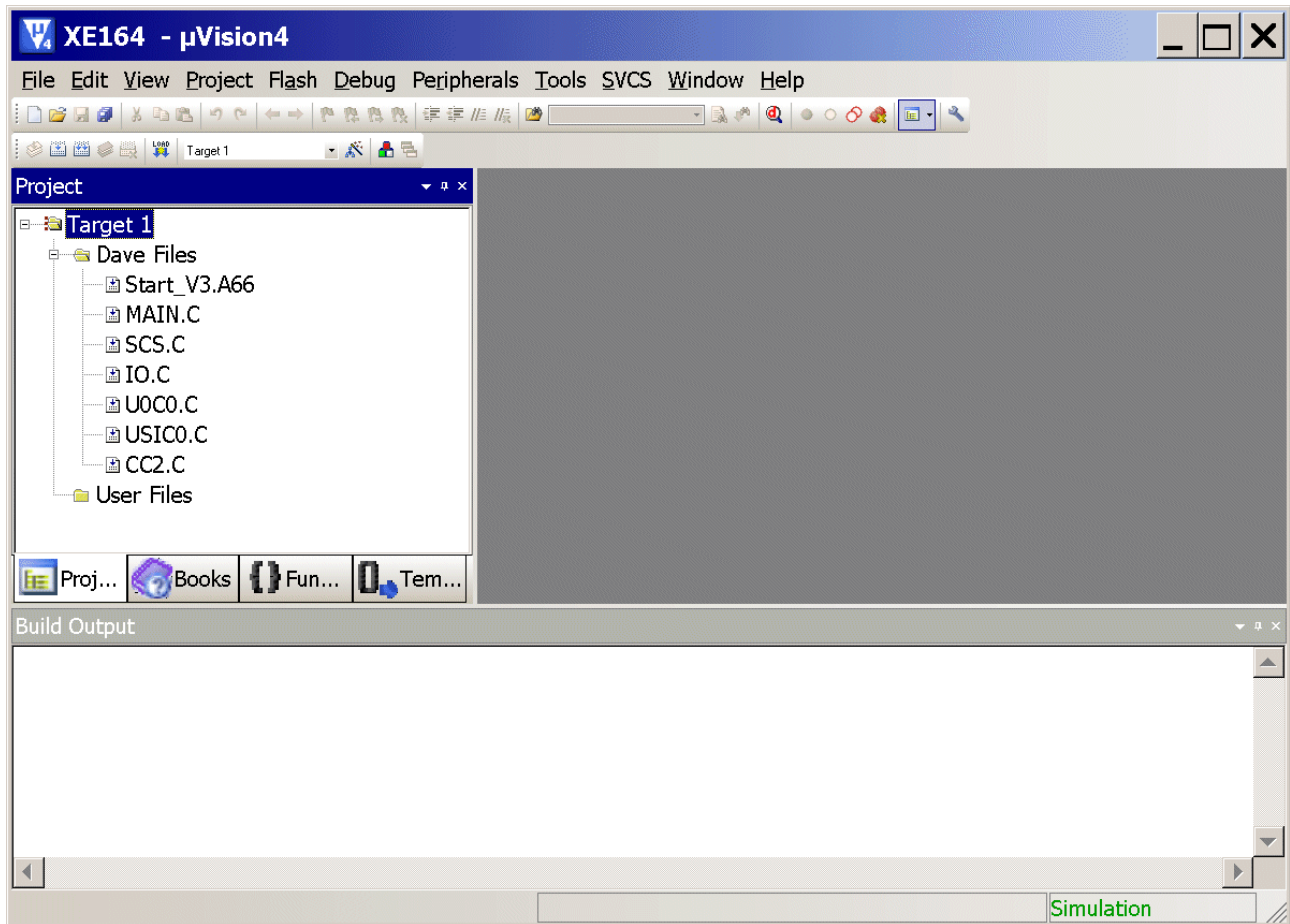 XE164 - µVision4
File Edit View Project Flash Debug Peripherals Tools SVCS Window Help
LOAD Target 1
Project
Target 1
Dave Files
Start_V3.A66
MAIN.C
SCS.C
IO.C
U0C0.C
USIC0.C
CC2.C
User Files
Proj... Books {} Fun... Tem...
Build Output
Simulation